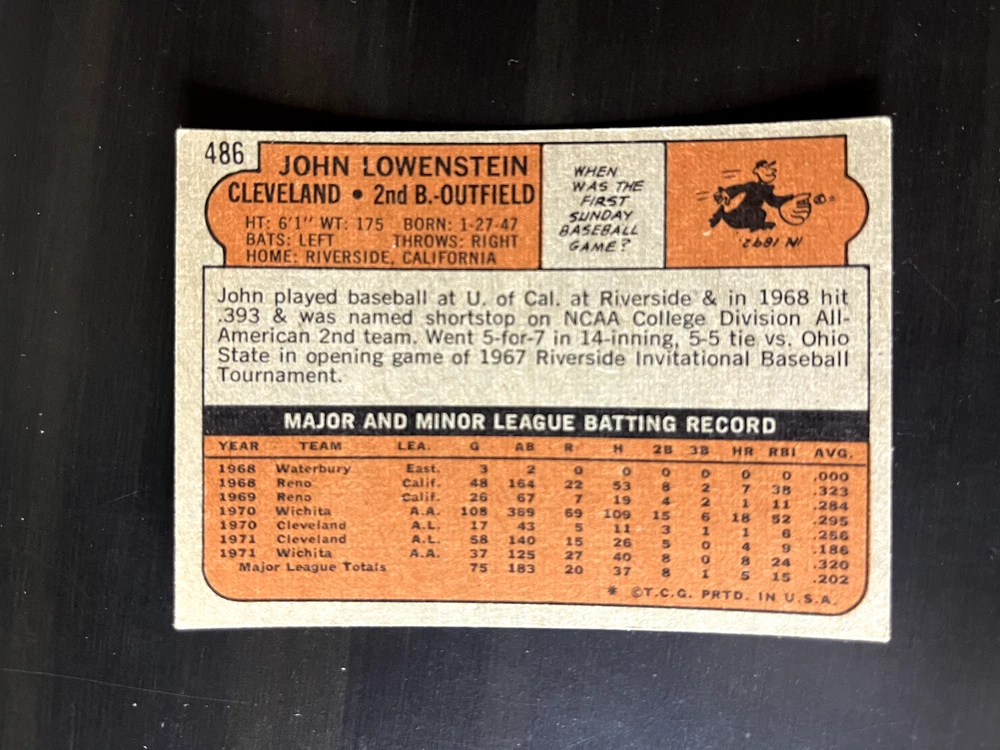 486
JOHN LOWENSTEIN
CLEVELAND • 2nd B.-OUTFIELD
HT: 6'1" WT: 175 BORN: 1-27-47
BATS: LEFT THROWS: RIGHT
HOME: RIVERSIDE, CALIFORNIA
WHEN
WAS THE
FIRST
SUNDAY
BASEBALL
GAME?
IN 1892.
John played baseball at U. of Cal. at Riverside & in 1968 hit
.393 & was named shortstop on NCAA College Division All-
American 2nd team. Went 5-for-7 in 14-inning, 5-5 tie vs. Ohio
State in opening game of 1967 Riverside Invitational Baseball
Tournament.
MAJOR AND MINOR LEAGUE BATTING RECORD
YEAR TEAM LEA. G AB R H 2B 3B HR RBI AVG.
1968 Waterbury East. 3 2 0 0 0 0 0 0 .000
1968 Reno Calif. 48 164 22 53 8 2 7 38 .323
1969 Reno Calif. 26 67 7 19 4 2 1 11 .284
1970 Wichita A.A. 108 369 69 109 15 6 18 52 .295
1970 Cleveland A.L. 17 43 5 11 3 1 1 6 .256
1971 Cleveland A.L. 58 140 15 26 5 0 4 9 .186
1971 Wichita A.A. 37 125 27 40 8 0 8 24 .320
Major League Totals 75 183 20 37 8 1 5 15 .202
* ©T.C.G. PRTD. IN U.S.A.